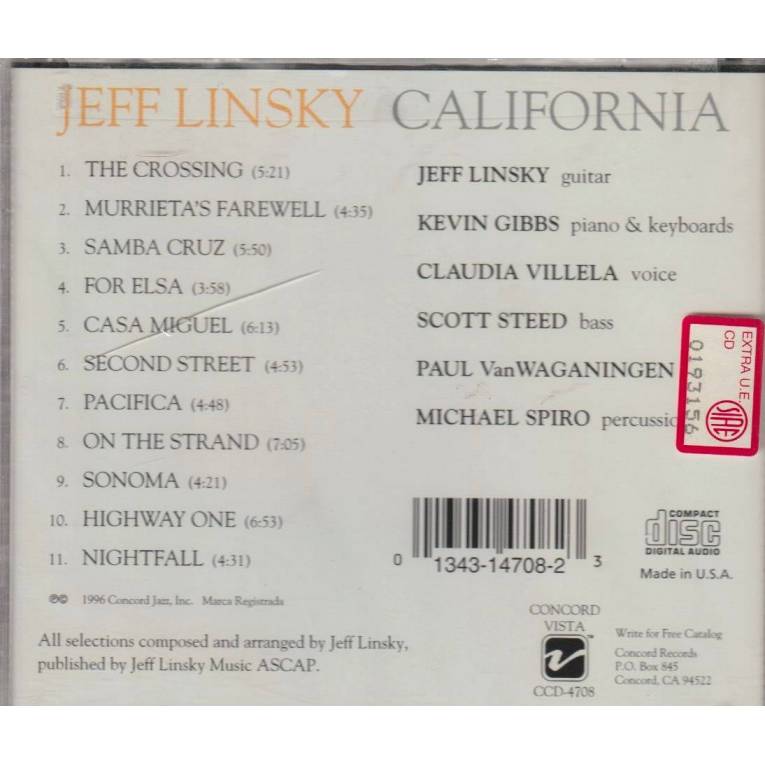 JEFF LINSKY CALIFORNIA
1. THE CROSSING (5:21)
2. MURRIETA'S FAREWELL (4:35)
3. SAMBA CRUZ (5:50)
4. FOR ELSA (3:58)
5. CASA MIGUEL (6:13)
6. SECOND STREET (4:53)
7. PACIFICA (4:48)
8. ON THE STRAND (7:05)
9. SONOMA (4:21)
10. HIGHWAY ONE (6:53)
11. NIGHTFALL (4:31)
℗© 1996 Concord Jazz, Inc. Marca Registrada
All selections composed and arranged by Jeff Linsky,
published by Jeff Linsky Music ASCAP.
JEFF LINSKY guitar
KEVIN GIBBS piano & keyboards
CLAUDIA VILLELA voice
SCOTT STEED bass
PAUL VanWAGANINGEN
MICHAEL SPIRO percussio
EXTRA U.E.
CD
0193156
SIAE
0 1343-14708-2 3
COMPACT
disc
DIGITAL AUDIO
Made in U.S.A.
CONCORD
VISTA
™
CCD-4708
Write for Free Catalog
Concord Records
P.O. Box 845
Concord, CA 94522